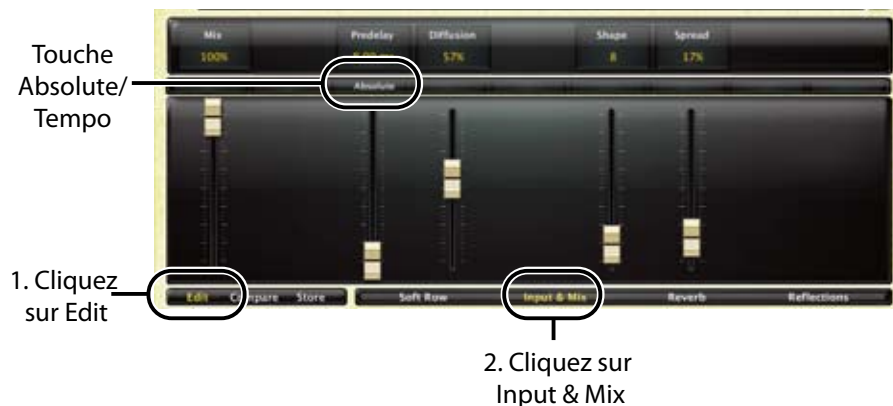 Touche
Absolute/
Tempo
Mix Predelay Diffusion Shape Spread
100% 57% 8 17%
Absolute
1. Cliquez
sur Edit
Edit Compare Store Soft Row Input & Mix Reverb Reflections
2. Cliquez sur
Input & Mix